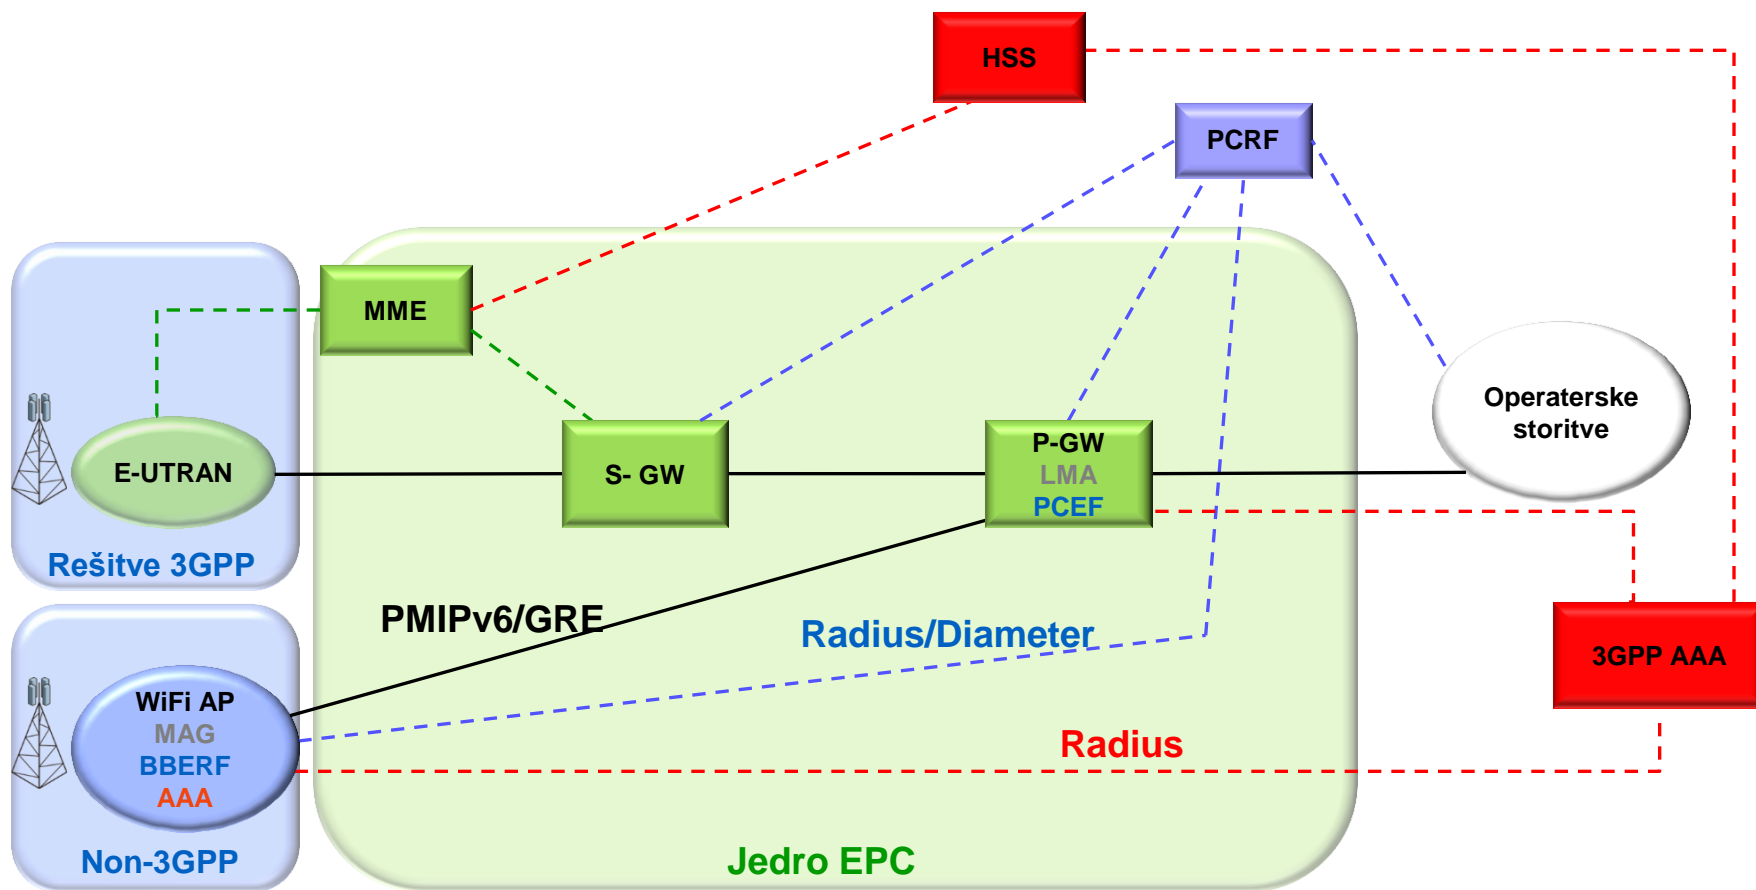 HSS
PCRF
MME
E-UTRAN
S- GW
P-GW
LMA
PCEF
Operaterske
storitve
Rešitve 3GPP
PMIPv6/GRE
Radius/Diameter
3GPP AAA
WiFi AP
MAG
BBERF
AAA
Radius
Non-3GPP
Jedro EPC